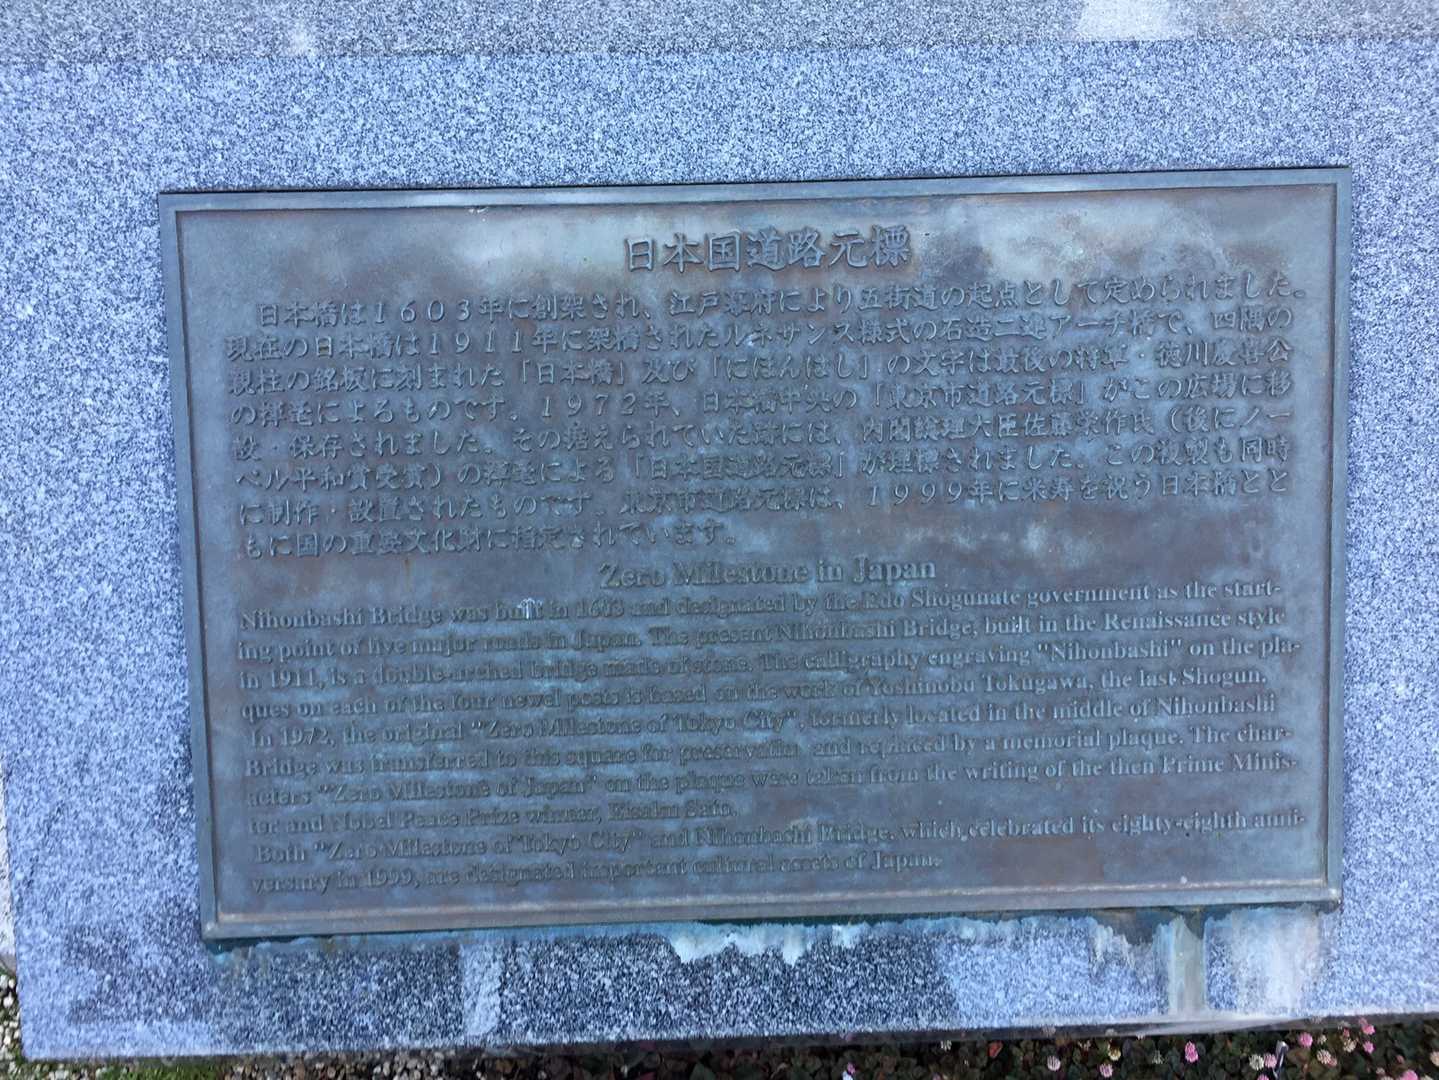 日本国道路元標
日本橋は１６０３年に創架され、江戸幕府により五街道の起点として定められました。
現在の日本橋は１９１１年に架橋されたルネサンス様式の石造二連アーチ橋で、四隅の
親柱の銘板に刻まれた「日本橋」及び「にほんばし」の文字は最後の将軍・徳川慶喜公
の揮毫によるものです。１９７２年、日本橋中央の「東京市道路元標」がこの広場に移
設・保存されました。その据えられていた跡には、内閣総理大臣佐藤栄作氏（後にノー
ベル平和賞受賞）の揮毫による「日本国道路元標」が埋標されました。この複製も同時
に制作・設置されたものです。東京市道路元標は、１９９９年に米寿を祝う日本橋とと
もに国の重要文化財に指定されています。
Zero Milestone in Japan
Nihonbashi Bridge was built in 1603 and designated by the Edo Shogunate government as the start-
ing point of five major roads in Japan. The present Nihonbashi Bridge, built in the Renaissance style
in 1911, is a double-arched bridge made of stone. The calligraphy engraving "Nihonbashi" on the pla-
ques on each of the four newel posts is based on the work of Yoshinobu Tokugawa, the last Shogun.
In 1972, the original "Zero Milestone of Tokyo City", formerly located in the middle of Nihonbashi
Bridge was transferred to this square for preservation and replaced by a memorial plaque. The char-
acters "Zero Milestone of Japan" on the plaque were taken from the writing of the then Prime Minis-
ter and Nobel Peace Prize winner, Eisaku Sato.
Both "Zero Milestone of Tokyo City" and Nihonbashi Bridge, which celebrated its eighty-eighth anni-
versary in 1999, are designated important cultural assets of Japan.